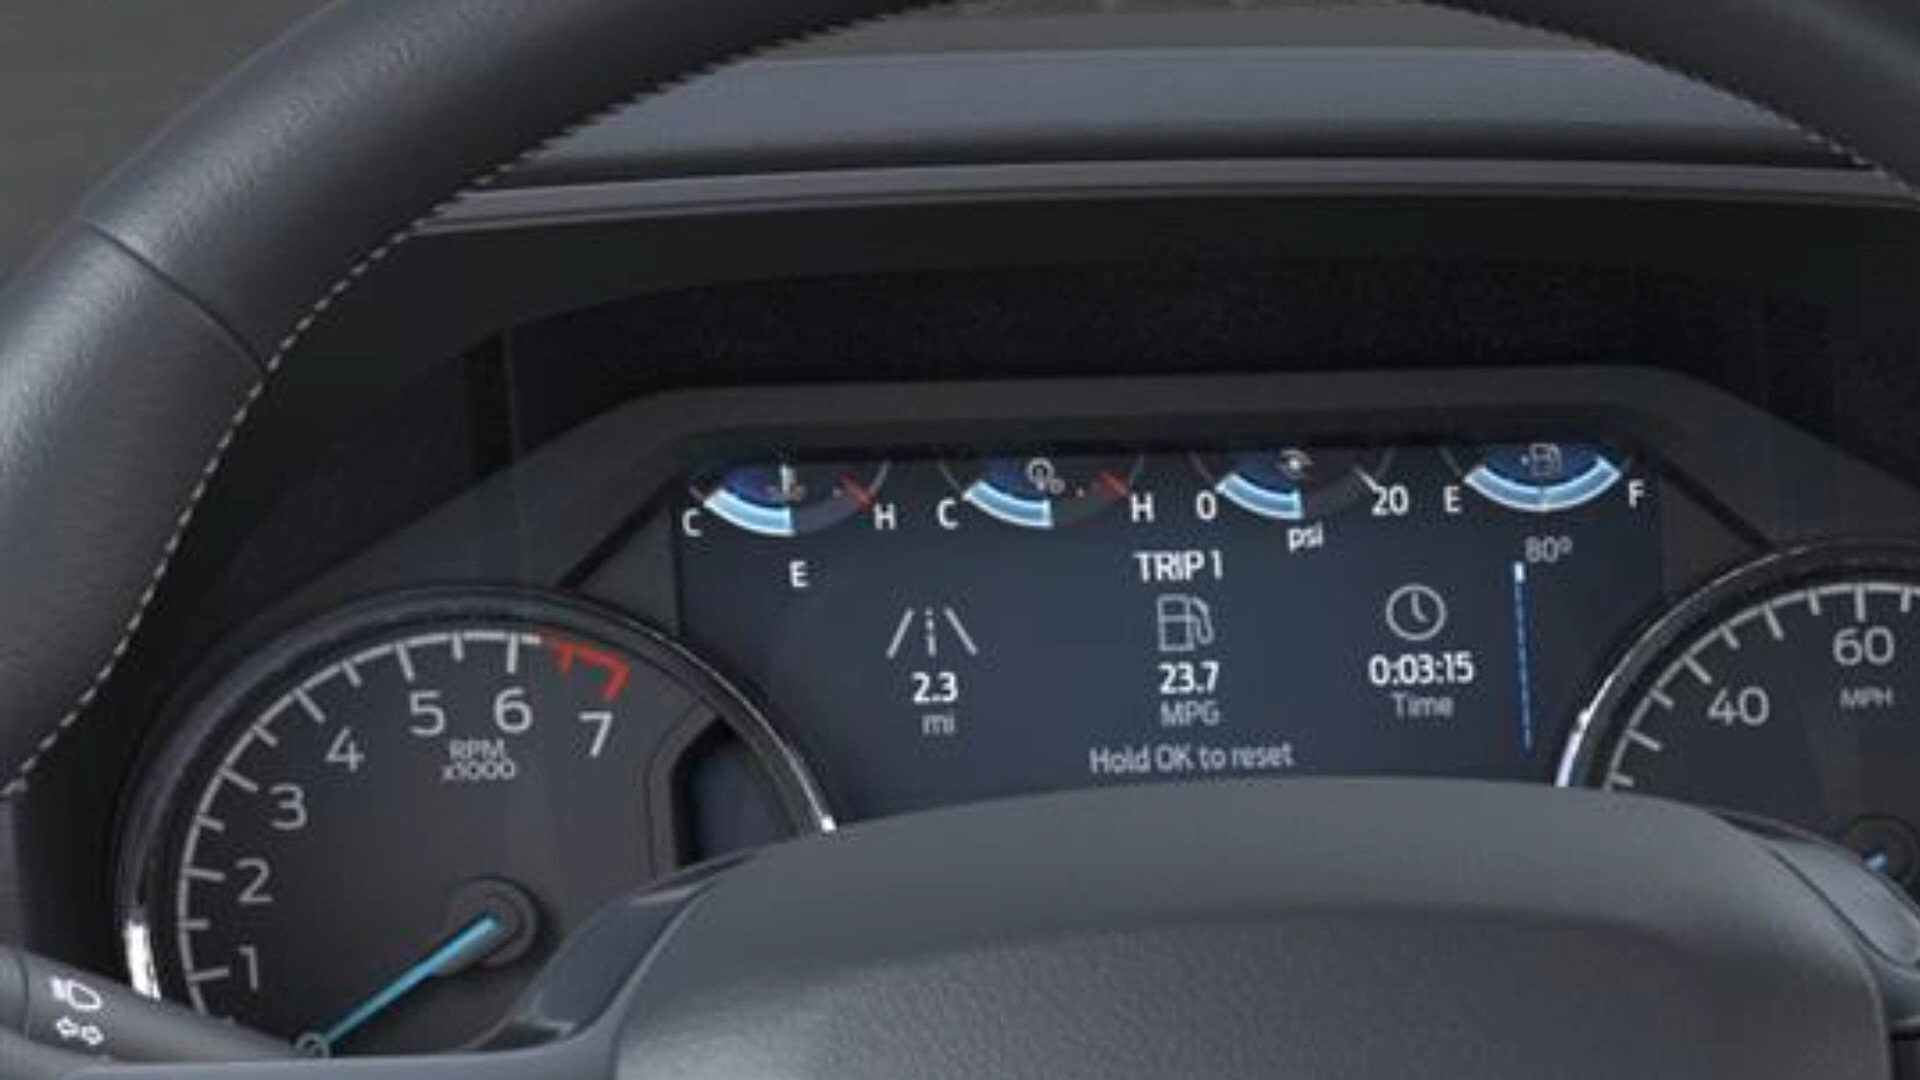 C H C H 0 20 E F
psi
80º
E
TRIP 1
2.3 23.7 0:03:15
mi MPG Time
Hold OK to reset
1 2 3 4 5 6 7
RPM
x1000
40 60
MPH